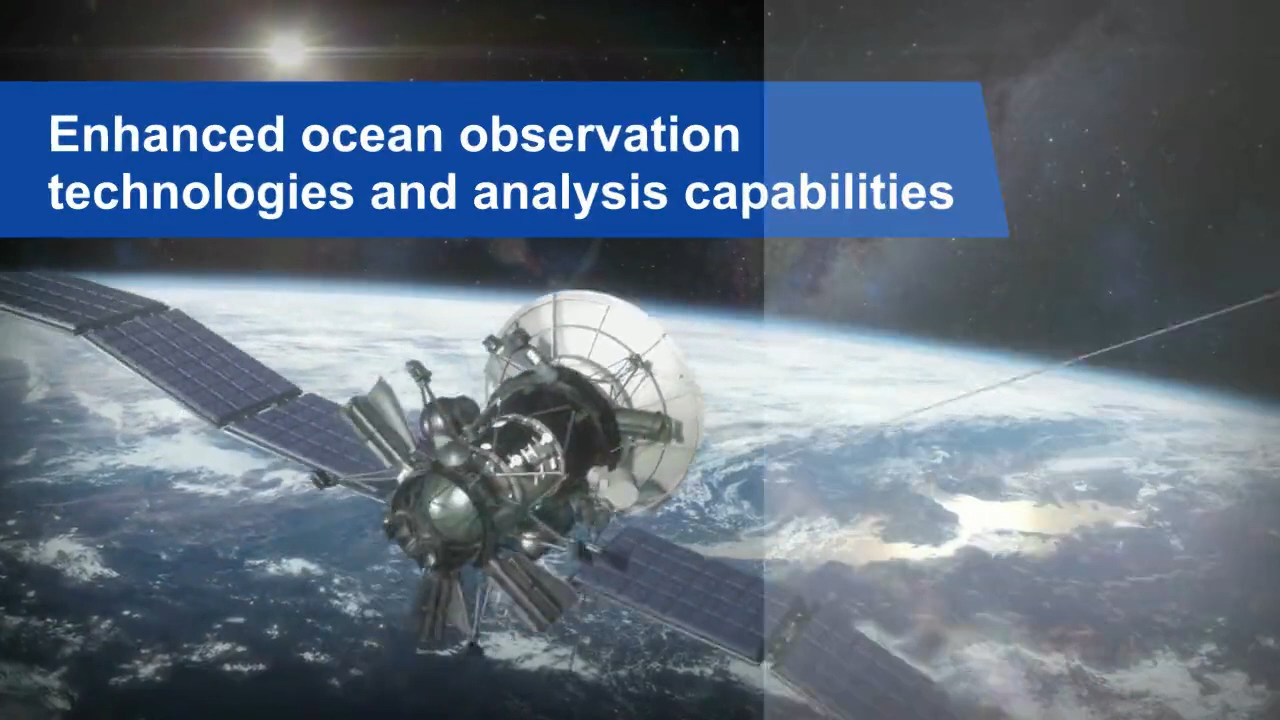 Enhanced ocean observation
technologies and analysis capabilities